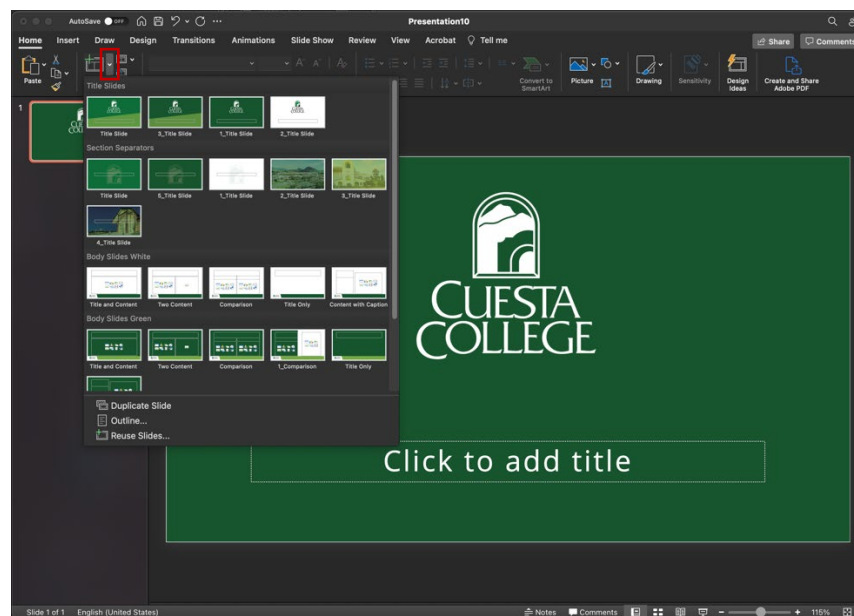 AutoSave OFF
Presentation10
Home Insert Draw Design Transitions Animations Slide Show Review View Acrobat Tell me
Share Comments
Paste
Convert to SmartArt
Picture
Drawing
Sensitivity
Design Ideas
Create and Share Adobe PDF
1
Title Slides
Title Slide 3_Title Slide 1_Title Slide 2_Title Slide
Section Separators
Title Slide 5_Title Slide 1_Title Slide 2_Title Slide 3_Title Slide
4_Title Slide
Body Slides White
Title and Content Two Content Comparison Title Only Content with Caption
Body Slides Green
Title and Content Two Content Comparison 1_Comparison Title Only
Duplicate Slide
Outline...
Reuse Slides...
CUESTA
COLLEGE
Click to add title
Slide 1 of 1 English (United States) Notes Comments 115%